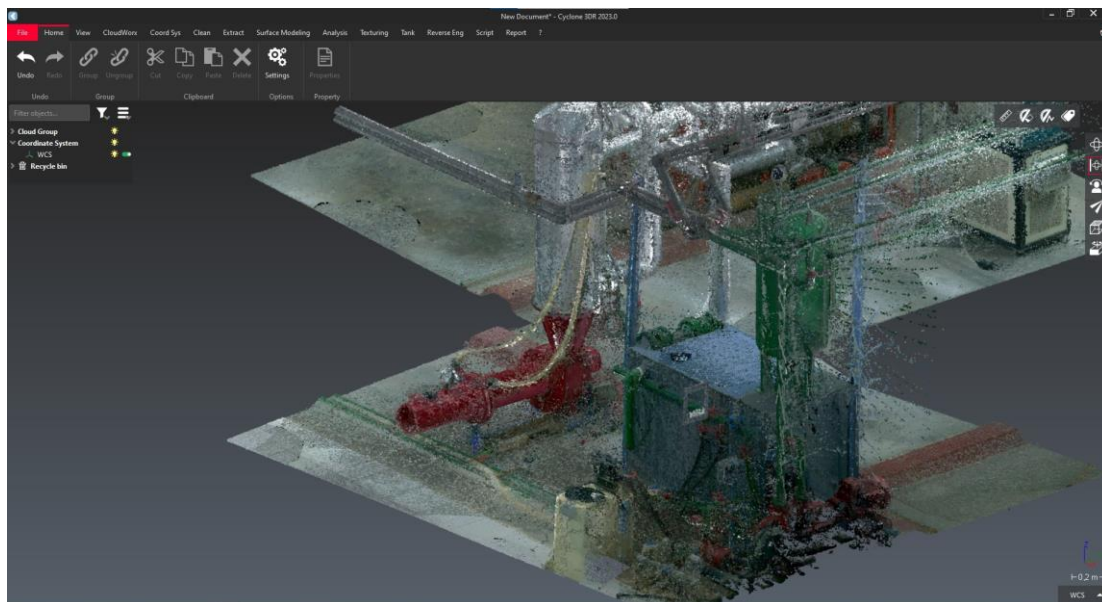 New Document* - Cyclone 3DR 2023.0
File Home View CloudWorx Coord Sys Clean Extract Surface Modeling Analysis Texturing Tank Reverse Eng Script Report ?
Undo Redo Group Ungroup Cut Copy Paste Delete Settings Properties
Undo Group Clipboard Options Property
Filter objects...
Cloud Group
Coordinate System
WCS
Recycle bin
0,2 m
WCS